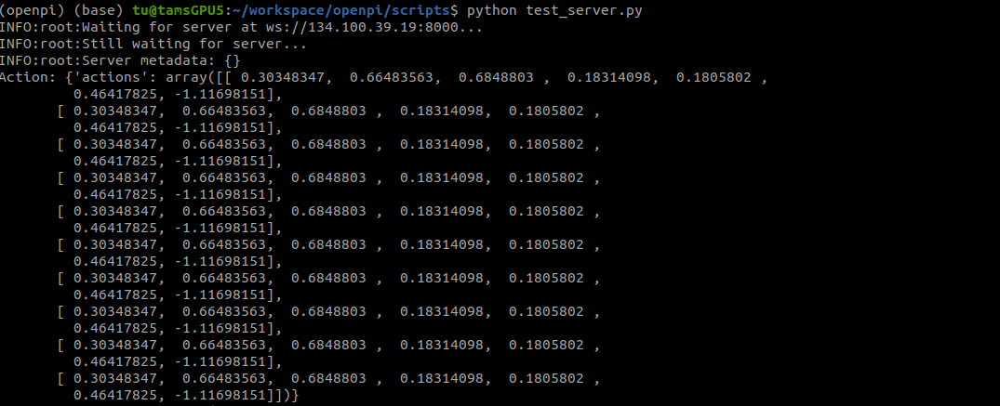 (openpi) (base) tu@tamsGPU5:~/workspace/openpi/scripts$ python test_server.py
INFO:root:Waiting for server at ws://134.100.39.19:8000...
INFO:root:Still waiting for server...
INFO:root:Server metadata: {}
Action: {'actions': array([[ 0.30348347,  0.66483563,  0.6848803 ,  0.18314098,  0.1805802 ,
         0.46417825, -1.11698151],
       [ 0.30348347,  0.66483563,  0.6848803 ,  0.18314098,  0.1805802 ,
         0.46417825, -1.11698151],
       [ 0.30348347,  0.66483563,  0.6848803 ,  0.18314098,  0.1805802 ,
         0.46417825, -1.11698151],
       [ 0.30348347,  0.66483563,  0.6848803 ,  0.18314098,  0.1805802 ,
         0.46417825, -1.11698151],
       [ 0.30348347,  0.66483563,  0.6848803 ,  0.18314098,  0.1805802 ,
         0.46417825, -1.11698151],
       [ 0.30348347,  0.66483563,  0.6848803 ,  0.18314098,  0.1805802 ,
         0.46417825, -1.11698151],
       [ 0.30348347,  0.66483563,  0.6848803 ,  0.18314098,  0.1805802 ,
         0.46417825, -1.11698151],
       [ 0.30348347,  0.66483563,  0.6848803 ,  0.18314098,  0.1805802 ,
         0.46417825, -1.11698151],
       [ 0.30348347,  0.66483563,  0.6848803 ,  0.18314098,  0.1805802 ,
         0.46417825, -1.11698151],
       [ 0.30348347,  0.66483563,  0.6848803 ,  0.18314098,  0.1805802 ,
         0.46417825, -1.11698151]])}